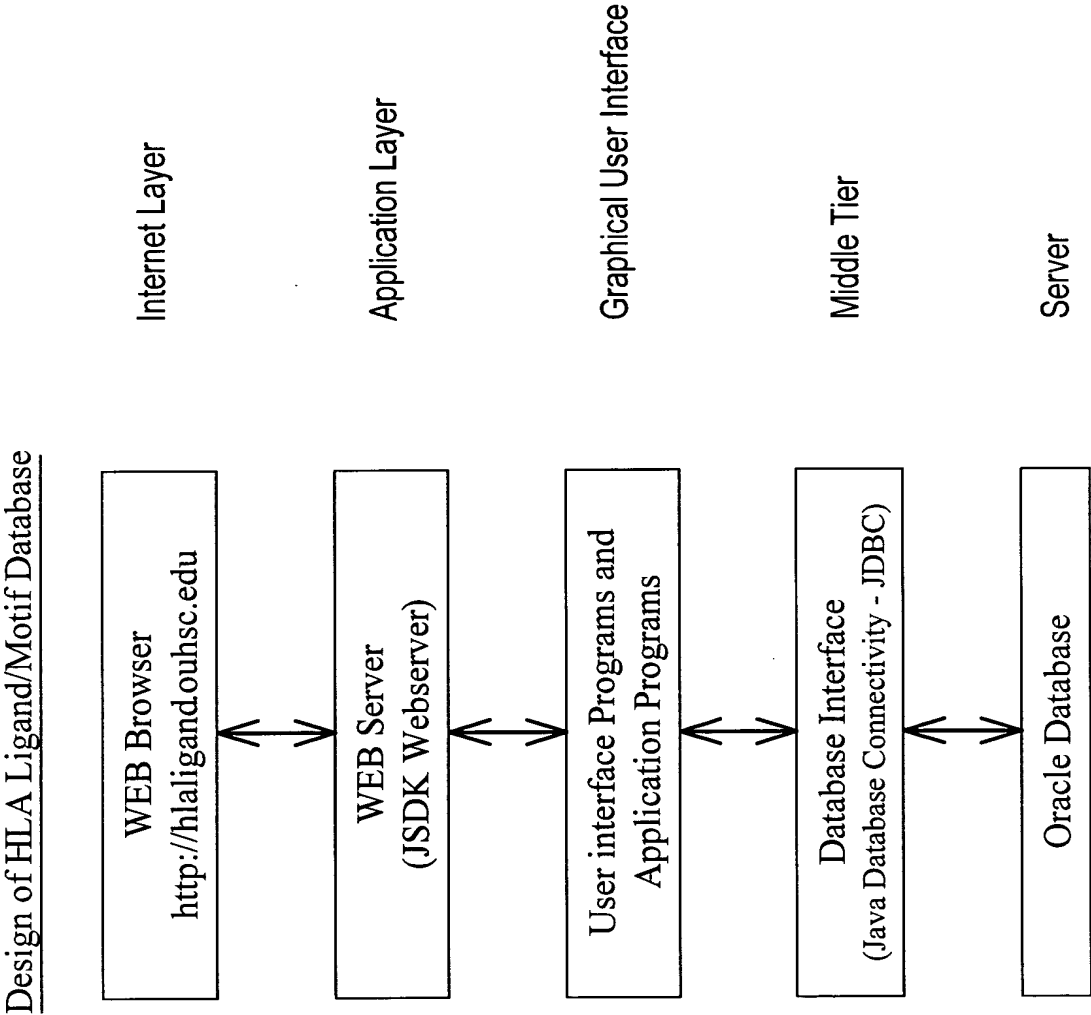 Design of HLA Ligand/Motif Database
WEB Browser
http://hlaligand.ouhsc.edu
Internet Layer
WEB Server
(JSDK Webserver)
Application Layer
User interface Programs and
Application Programs
Graphical User Interface
Database Interface
(Java Database Connectivity - JDBC)
Middle Tier
Oracle Database
Server